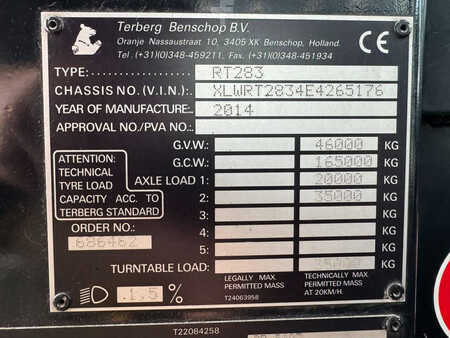 Terberg Benschop B.V.
Oranje Nassaustraat 10, 3405 XK Benschop, Holland.
Tel.(+31)(0)348-459211, Fax.(+31)(0)348-451934
CE
TYPE: RT283
CHASSIS NO.(V.I.N.): XLWRT2834E4265176
YEAR OF MANUFACTURE: 2014
APPROVAL NO./PVA NO.:
G.V.W: 46000 KG
G.C.W: 165000 KG
ATTENTION:
TECHNICAL
TYRE LOAD
CAPACITY ACC. TO
TERBERG STANDARD
AXLE LOAD 1: 20000 KG
2: 35000 KG
3: KG
4: KG
5: KG
ORDER NO.:
686462
TURNTABLE LOAD: KG
1,5 %
LEGALLY MAX.
PERMITTED MASS
T24063958
TECHNICALLY MAX.
PERMITTED MASS
AT 20KM/H.
T22084258